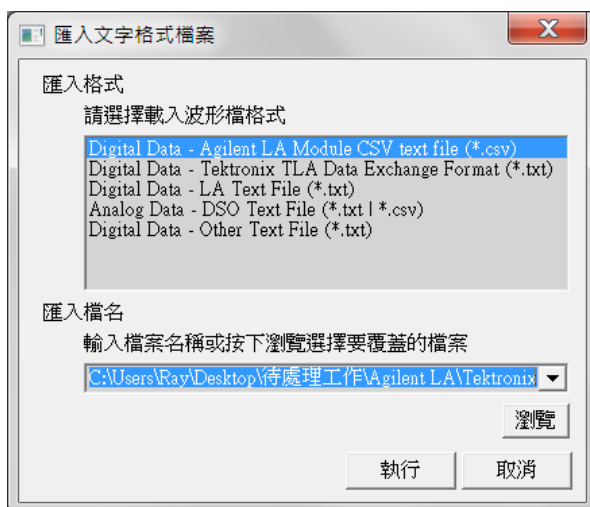 匯入文字格式檔案
匯入格式
請選擇載入波形檔格式
Digital Data - Agilent LA Module CSV text file (*.csv)
Digital Data - Tektronix TLA Data Exchange Format (*.txt)
Digital Data - LA Text File (*.txt)
Analog Data - DSO Text File (*.txt | *.csv)
Digital Data - Other Text File (*.txt)
匯入檔名
輸入檔案名稱或按下瀏覽選擇要覆蓋的檔案
C:\Users\Ray\Desktop\待處理工作\Agilent LA\Tektronix
瀏覽
執行 取消